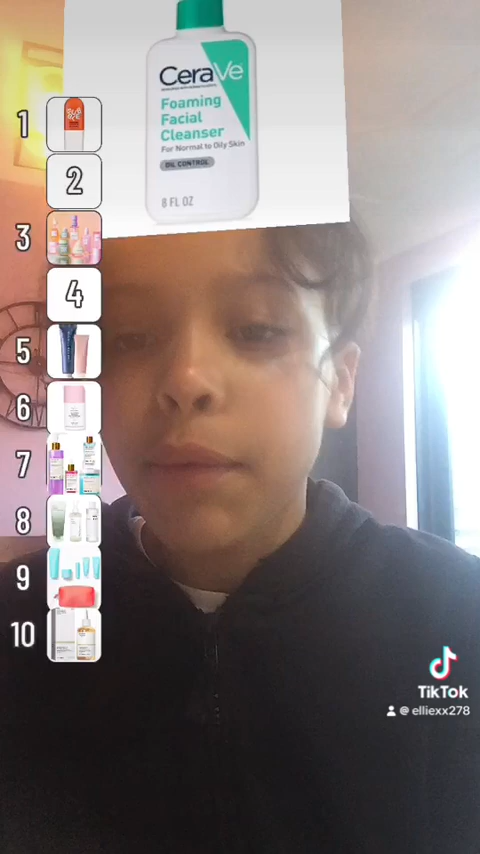 CeraVe
Foaming
Facial
Cleanser
For Normal to Oily Skin
OIL CONTROL
8 FL OZ
1
2
3
4
5
6
7
8
9
10
TikTok
@ elliexx278